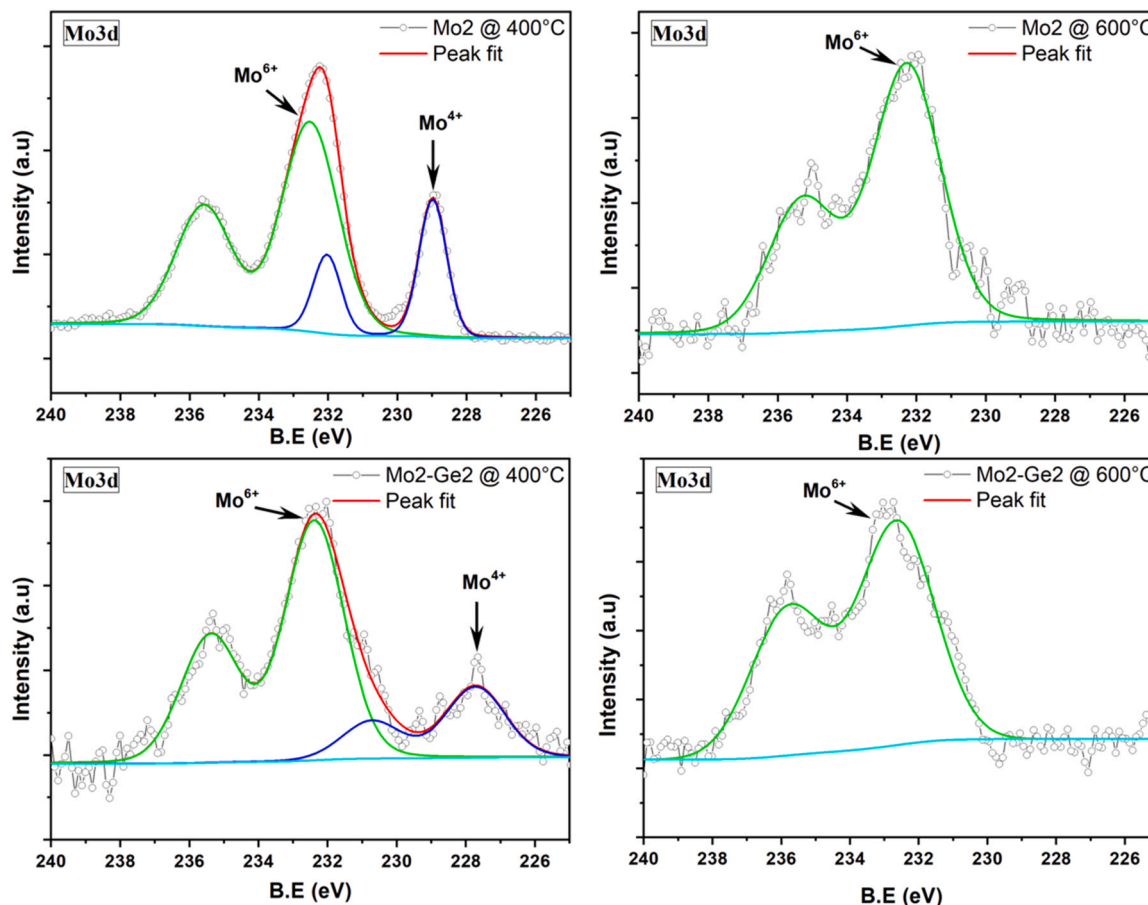 Mo3d
Mo2 @ 400°C
Peak fit
Mo6+
Mo4+
Intensity (a.u)
240 238 236 234 232 230 228 226
B.E (eV)
Mo3d
Mo2 @ 600°C
Peak fit
Mo6+
Intensity (a.u)
240 238 236 234 232 230 228 226
B.E (eV)
Mo3d
Mo2-Ge2 @ 400°C
Peak fit
Mo6+
Mo4+
Intensity (a.u)
240 238 236 234 232 230 228 226
B.E (eV)
Mo3d
Mo2-Ge2 @ 600°C
Peak fit
Mo6+
Intensity (a.u)
240 238 236 234 232 230 228 226
B.E (eV)